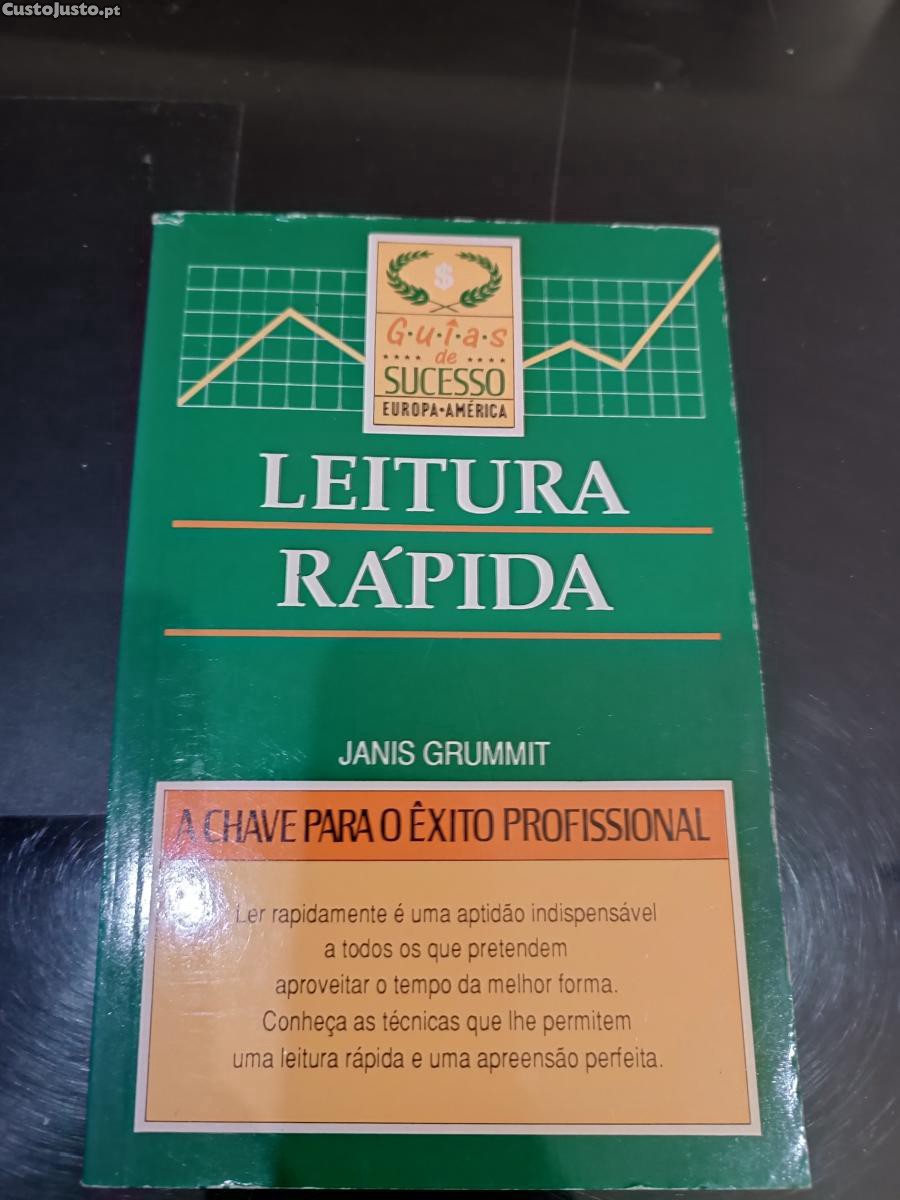 CustoJusto.pt
$
G·u·i·a·s
de
SUCESSO
EUROPA·AMÉRICA
LEITURA
RÁPIDA
JANIS GRUMMIT
A CHAVE PARA O ÊXITO PROFISSIONAL
Ler rapidamente é uma aptidão indispensável
a todos os que pretendem
aproveitar o tempo da melhor forma.
Conheça as técnicas que lhe permitem
uma leitura rápida e uma apreensão perfeita.